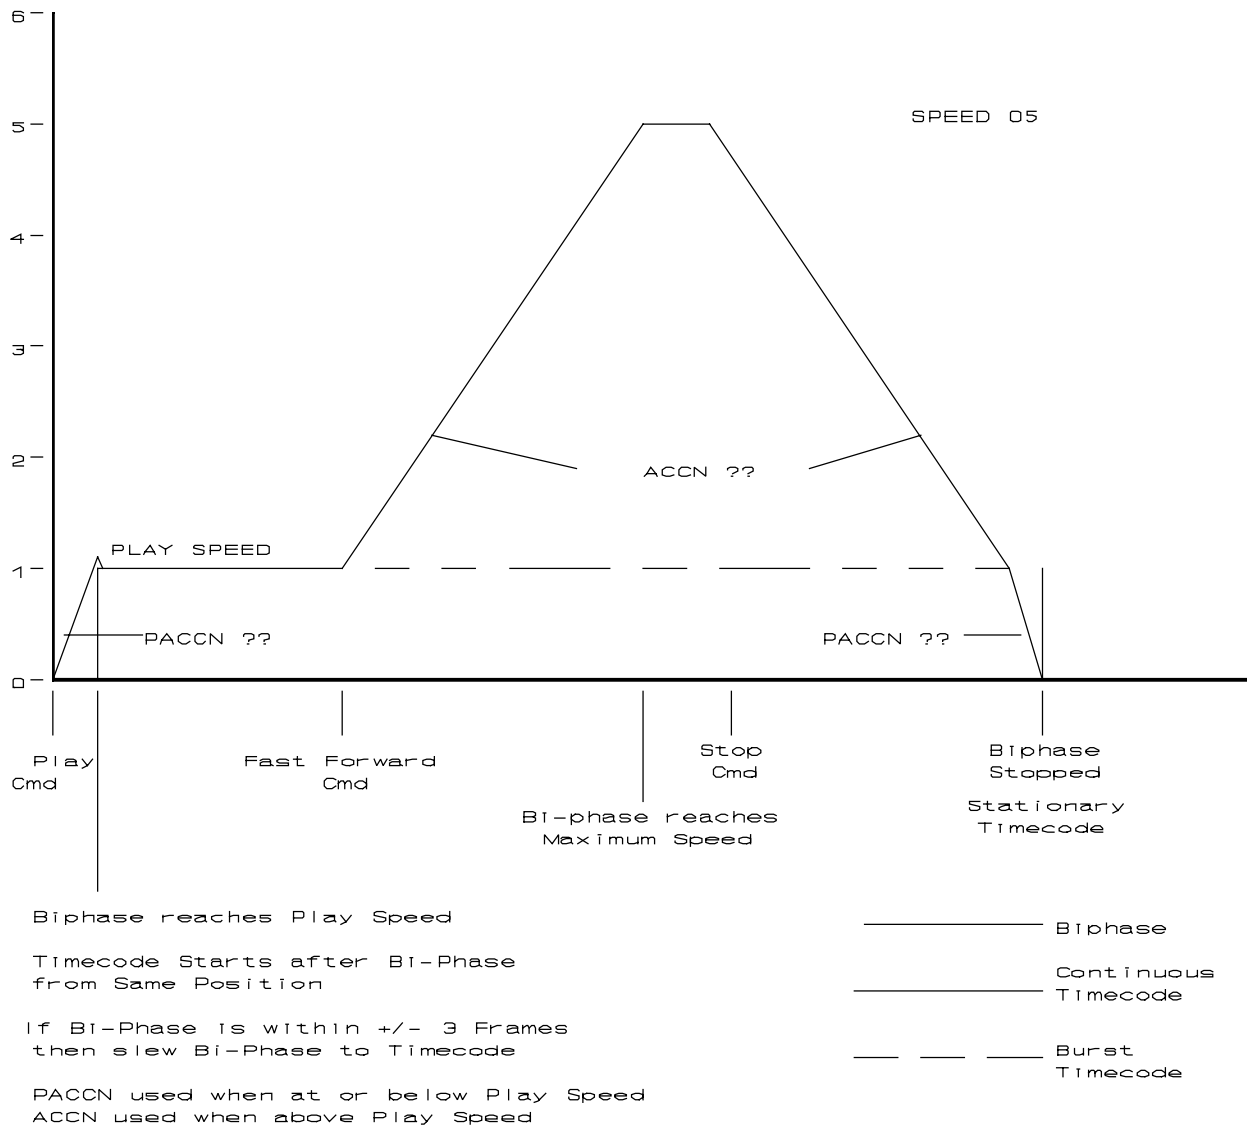 6
5
SPEED 05
4
3
2
ACCN ??
PLAY SPEED
1
PACCN ??
PACCN ??
0
Play
Cmd
Fast Forward
Cmd
Stop
Cmd
Biphase
Stopped
Stationary
Timecode
Bi-phase reaches
Maximum Speed
Biphase reaches Play Speed
Timecode Starts after Bi-Phase
from Same Position
If Bi-Phase is within +/- 3 Frames
then slew Bi-Phase to Timecode
PACCN used when at or below Play Speed
ACCN used when above Play Speed
Biphase
Continuous
Timecode
Burst
Timecode